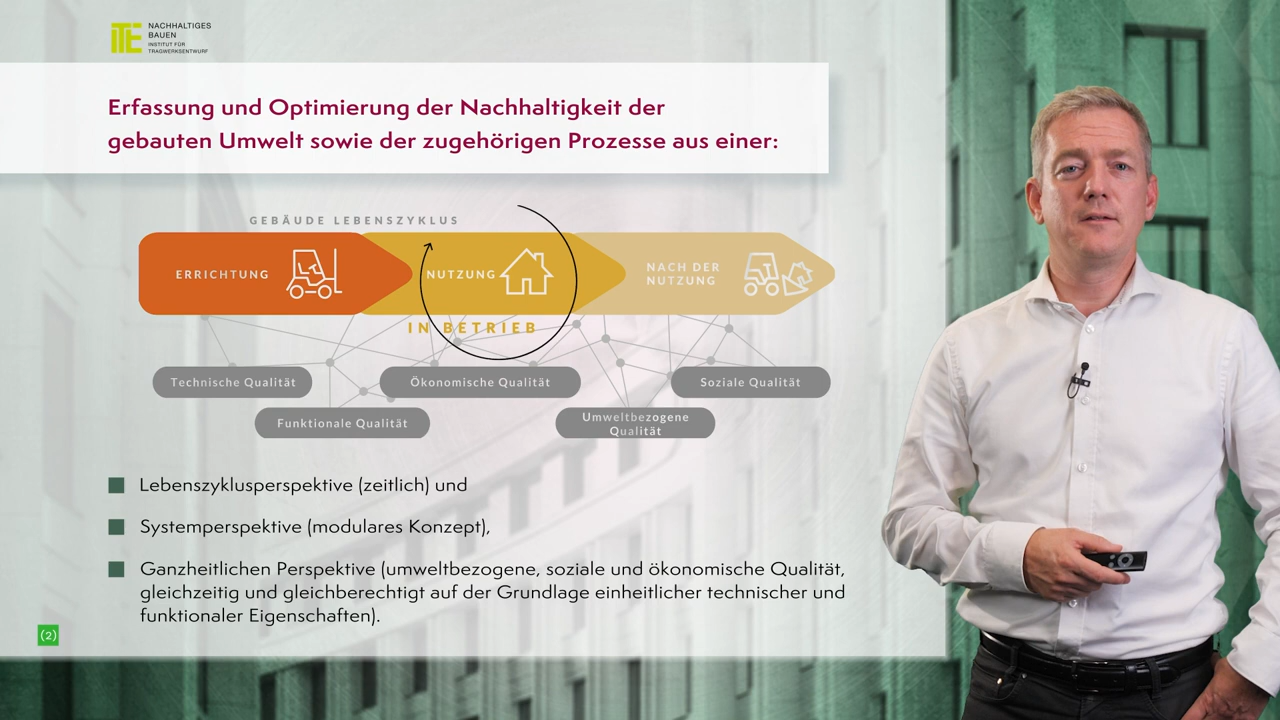 NACHHALTIGES
BAUEN
INSTITUT FÜR
TRAGWERKSENTWURF
Erfassung und Optimierung der Nachhaltigkeit der
gebauten Umwelt sowie der zugehörigen Prozesse aus einer:
GEBÄUDE LEBENSZYKLUS
ERRICHTUNG
NUTZUNG
NACH DER
NUTZUNG
IN BETRIEB
Technische Qualität
Ökonomische Qualität
Soziale Qualität
Funktionale Qualität
Umweltbezogene
Qualität
Lebenszyklusperspektive (zeitlich) und
Systemperspektive (modulares Konzept),
Ganzheitlichen Perspektive (umweltbezogene, soziale und ökonomische Qualität,
gleichzeitig und gleichberechtigt auf der Grundlage einheitlicher technischer und
funktionaler Eigenschaften).
(2)